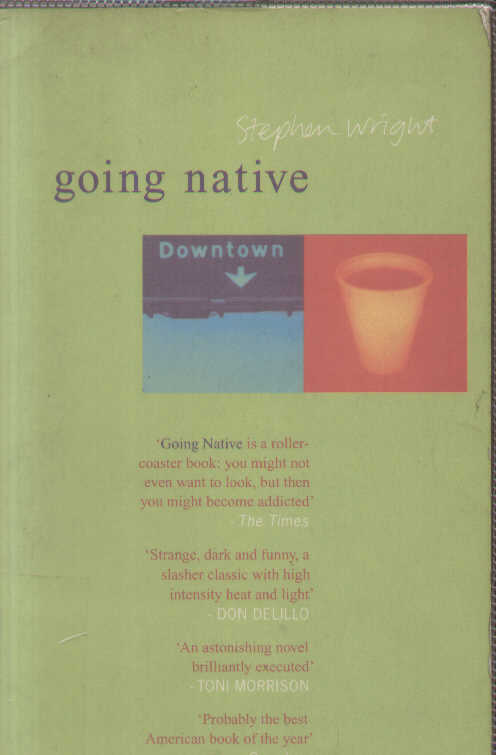 Stephen Wright
going native
Downtown
‘Going Native is a roller-
coaster book: you might not
even want to look, but then
you might become addicted’
- The Times
‘Strange, dark and funny, a
slasher classic with high
intensity heat and light’
- DON DELILLO
‘An astonishing novel
brilliantly executed’
- TONI MORRISON
‘Probably the best
American book of the year’